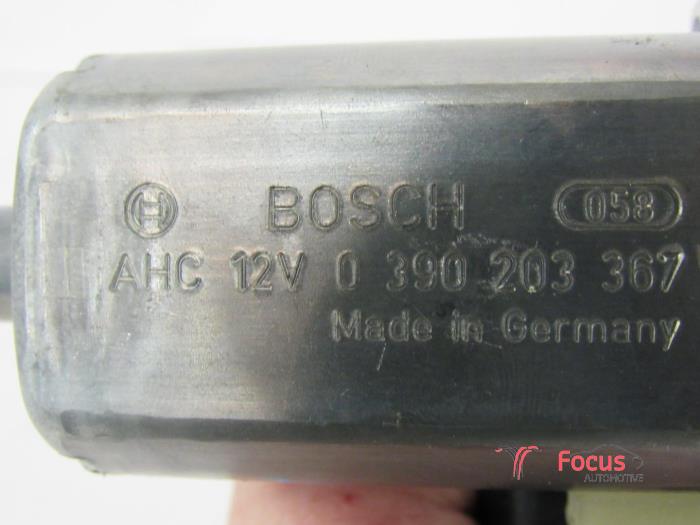 BOSCH 058
AHC 12V 0 390 203 367
Made in Germany
Focus
AUTOMOTIVE